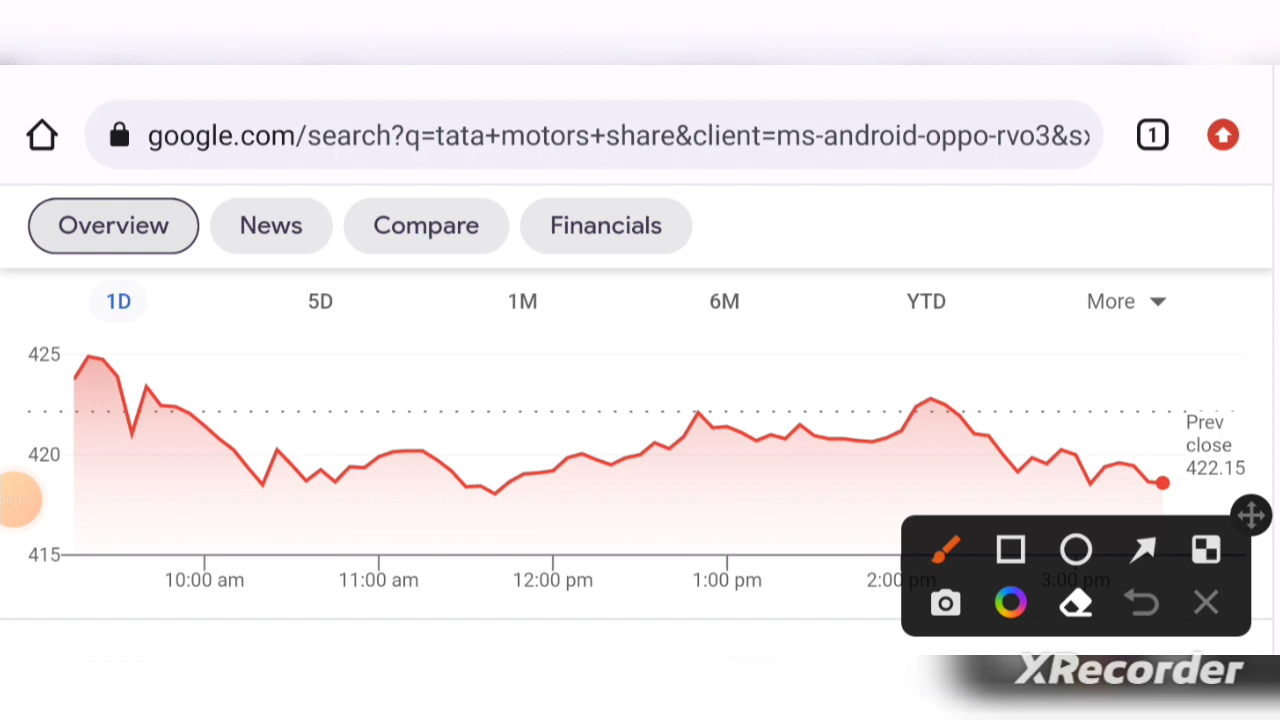 google.com/search?q=tata+motors+share&client=ms-android-oppo-rvo3&s
1
Overview News Compare Financials
1D 5D 1M 6M YTD More
425
Prev
close
422.15
420
415
10:00 am 11:00 am 12:00 pm 1:00 pm 2:00 pm 3:00 pm
XRecorder